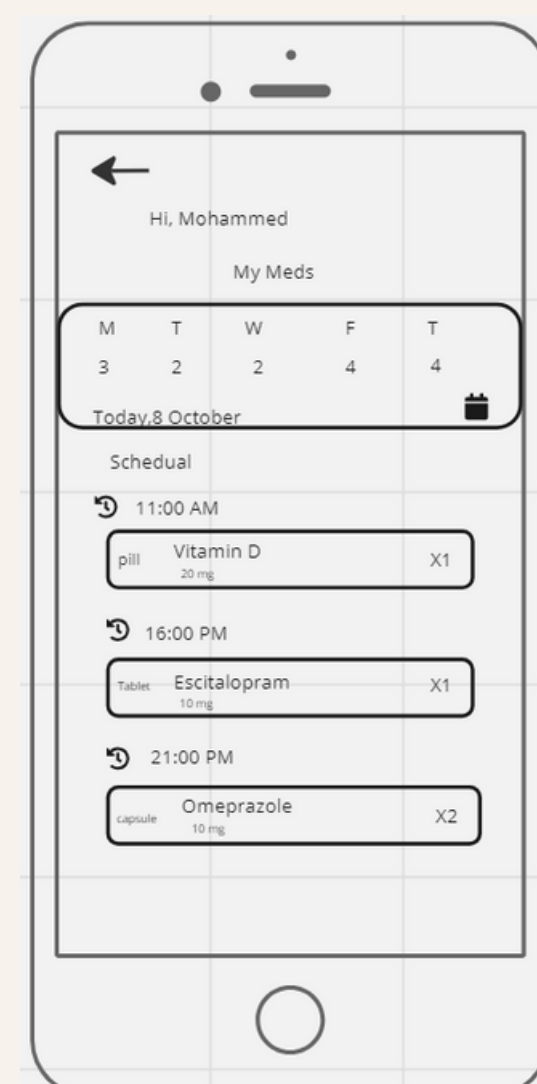 Hi, Mohammed
My Meds
M T W F T
3 2 2 4 4
Today,8 October
Schedual
11:00 AM
pill Vitamin D X1
20 mg
16:00 PM
Tablet Escitalopram X1
10 mg
21:00 PM
capsule Omeprazole X2
10 mg